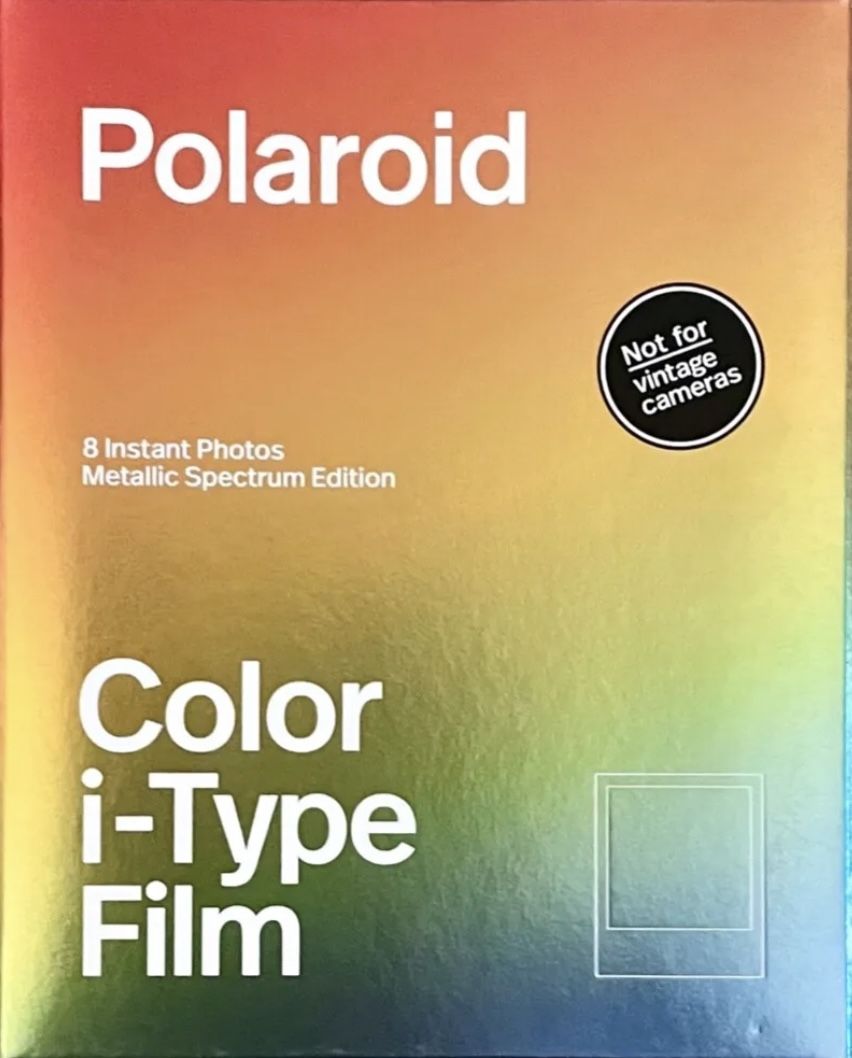 Polaroid
Not for
vintage
cameras
8 Instant Photos
Metallic Spectrum Edition
Color
i-Type
Film